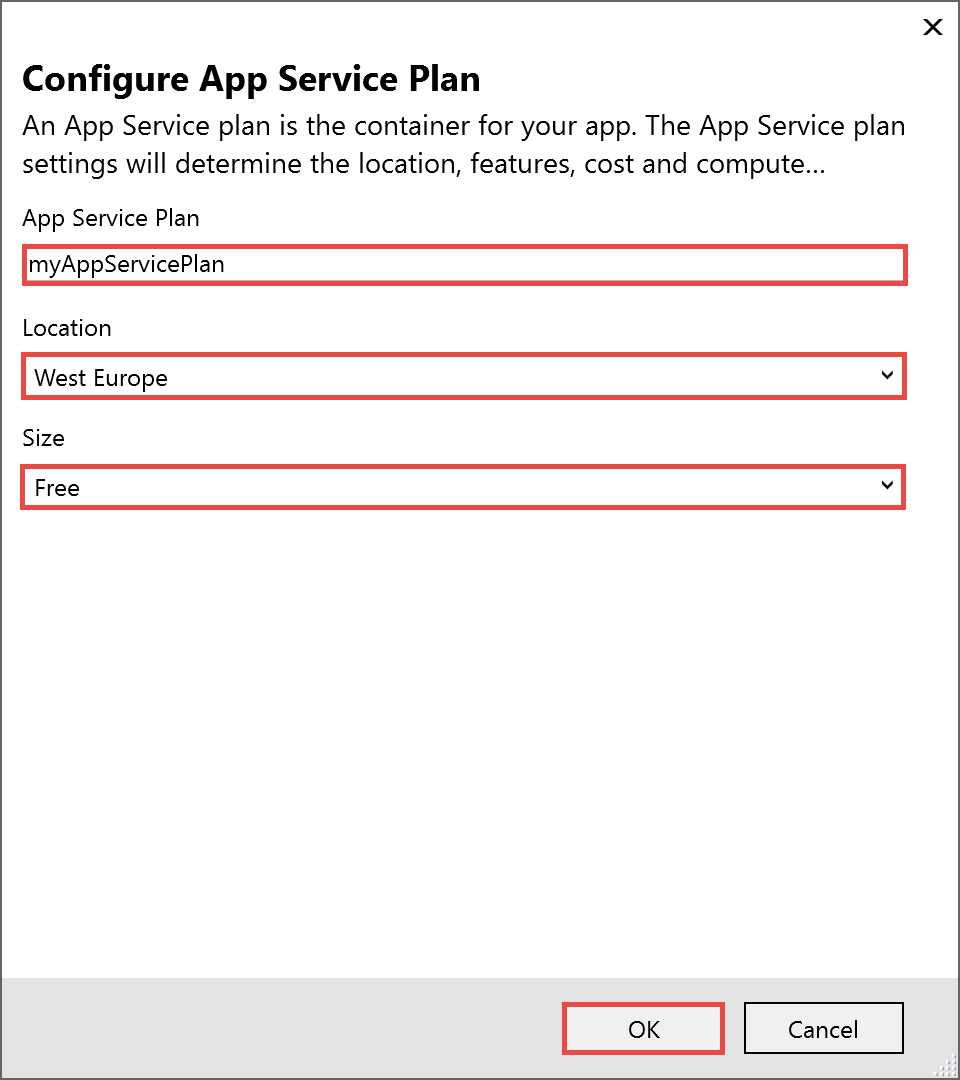 Configure App Service Plan
An App Service plan is the container for your app. The App Service plan
settings will determine the location, features, cost and compute...
App Service Plan
myAppServicePlan
Location
West Europe
Size
Free
OK
Cancel